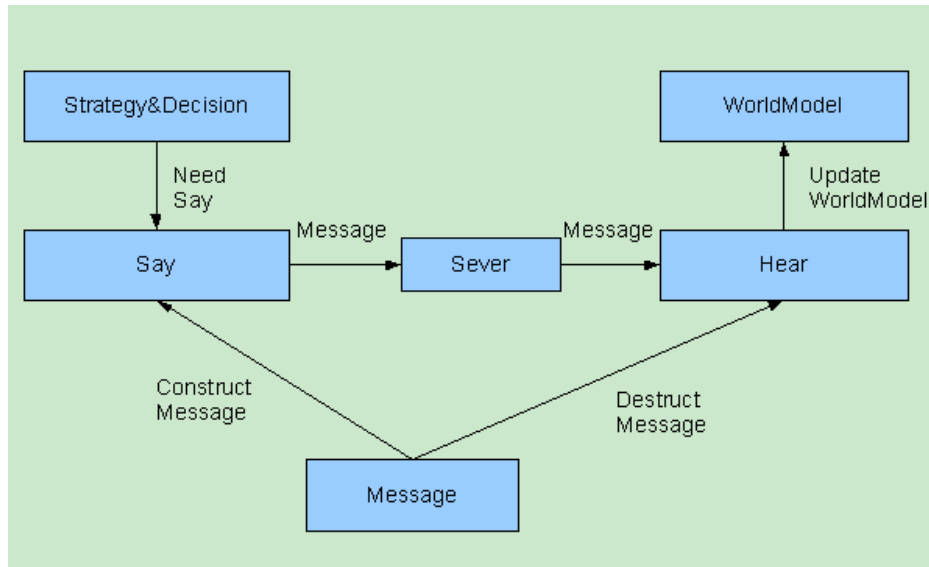 Strategy&Decision
WorldModel
Need
Say
Update
WorldModel
Message
Message
Say
Sever
Hear
Construct
Message
Destruct
Message
Message